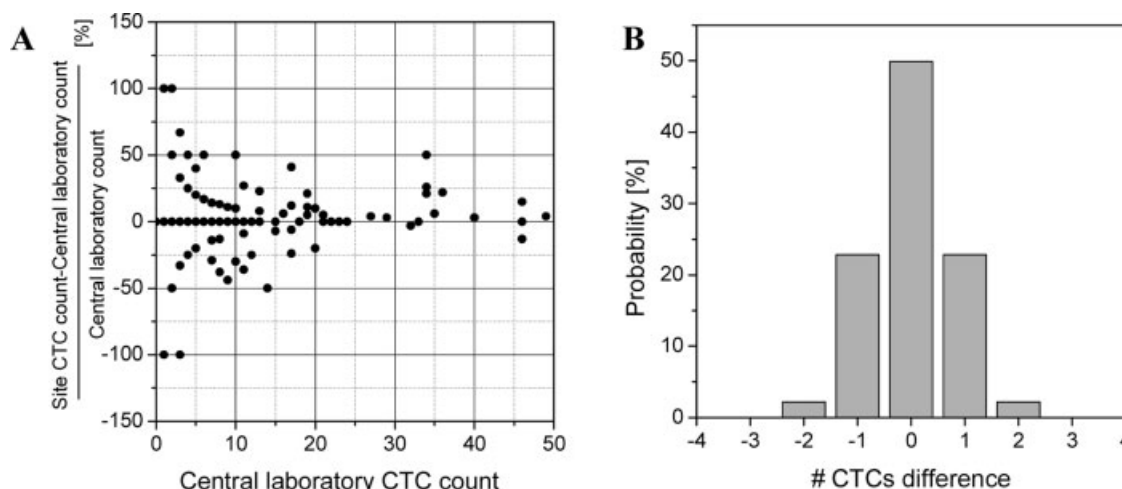 A
Site CTC count-Central laboratory count
Central laboratory count
[%]
150
100
50
0
-50
-100
-150
0 10 20 30 40 50
Central laboratory CTC count
B
Probability [%]
50
40
30
20
10
0
-4 -3 -2 -1 0 1 2 3 4
# CTCs difference